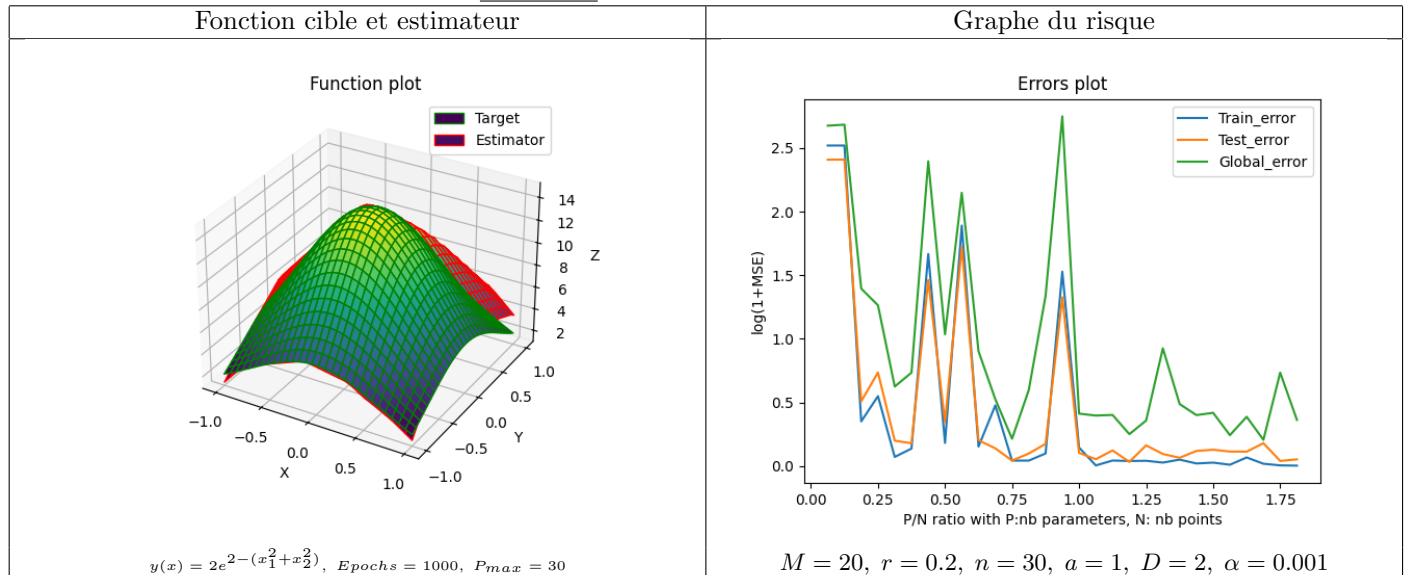 Fonction cible et estimateur
Graphe du risque
Function plot
Target
Estimator
14
12
10
8
6
4
2
Z
−1.0
−0.5
0.0
0.5
1.0
X
1.0
0.5
0.0
−0.5
−1.0
Y
y(x) = 2e^{2−(x_1^2+x_2^2)}, Epochs = 1000, P_{max} = 30
Errors plot
Train_error
Test_error
Global_error
2.5
2.0
1.5
1.0
0.5
0.0
log(1+MSE)
0.00 0.25 0.50 0.75 1.00 1.25 1.50 1.75
P/N ratio with P:nb parameters, N: nb points
M = 20, r = 0.2, n = 30, a = 1, D = 2, α = 0.001